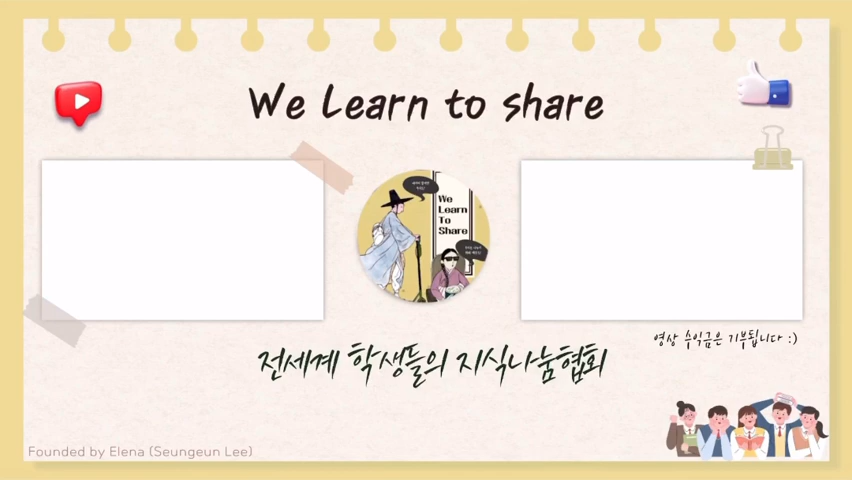 We Learn to share
We
Learn
To
Share
영상 수익금은 기부됩니다 :)
전세계 학생들의 지식나눔협회
Founded by Elena (Seungeun Lee)